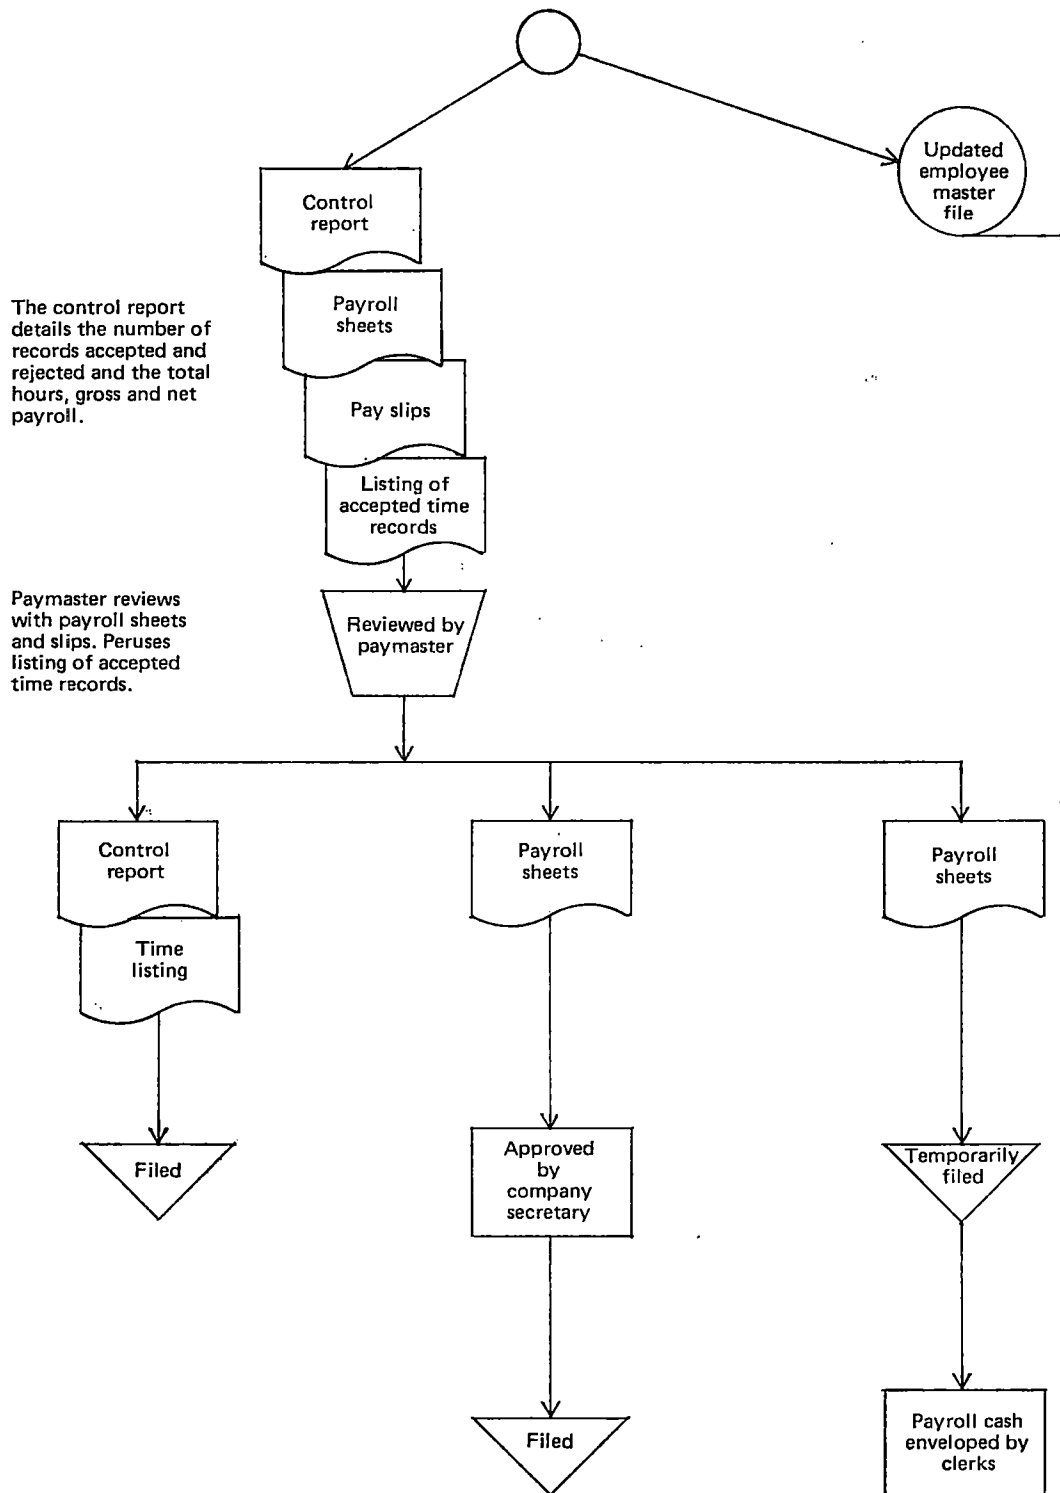 Updated
employee
master
file
Control
report
The control report
details the number of
records accepted and
rejected and the total
hours, gross and net
payroll.
Payroll
sheets
Pay slips
Listing of
accepted time
records
Paymaster reviews
with payroll sheets
and slips. Peruses
listing of accepted
time records.
Reviewed by
paymaster
Control
report
Time
listing
Filed
Payroll
sheets
Approved
by
company
secretary
Filed
Payroll
sheets
Temporarily
filed
Payroll cash
enveloped by
clerks